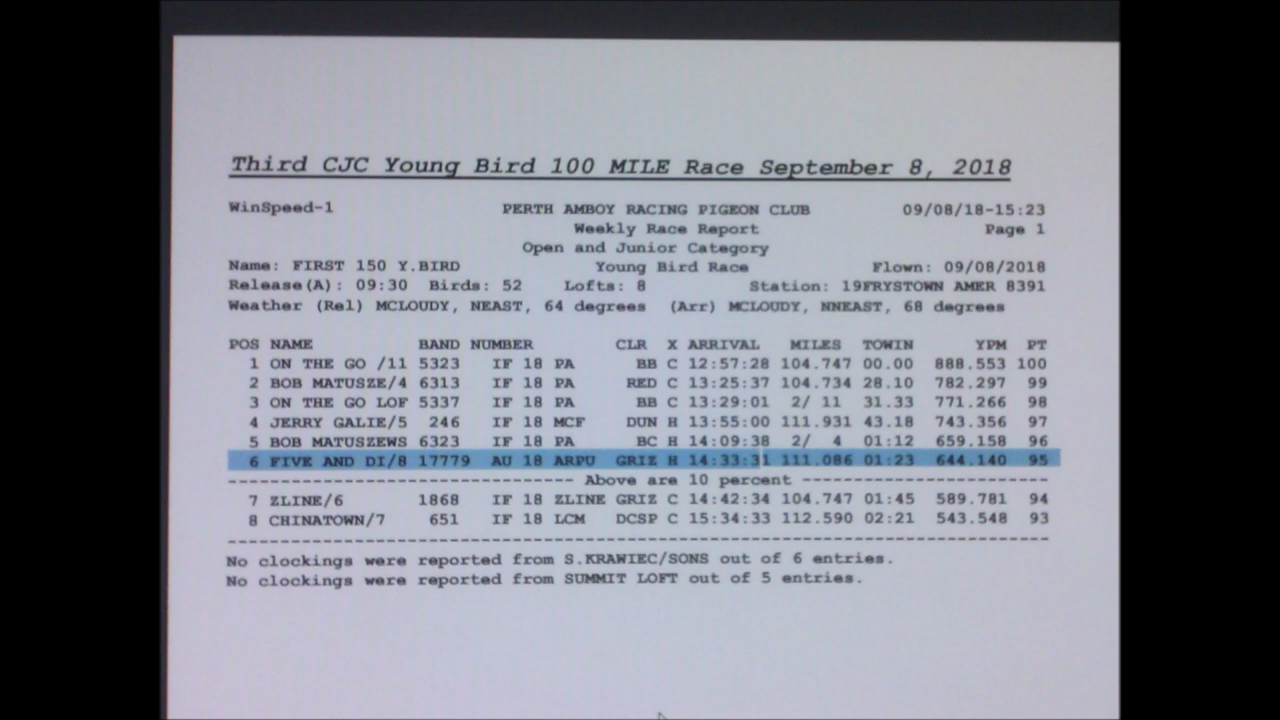 Third CJC Young Bird 100 MILE Race September 8, 2018
WinSpeed-1 PERTH AMBOY RACING PIGEON CLUB 09/08/18-15:23
Weekly Race Report Page 1
Open and Junior Category
Name: FIRST 150 Y.BIRD Young Bird Race Flown: 09/08/2018
Release(A): 09:30 Birds: 52 Lofts: 8 Station: 19FRYSTOWN AMER 8391
Weather (Rel) MCLOUDY, NEAST, 64 degrees (Arr) MCLOUDY, NNEAST, 68 degrees
POS NAME BAND NUMBER CLR X ARRIVAL MILES TOWIN YPM PT
1 ON THE GO /11 5323 IF 18 PA BB C 12:57:28 104.747 00.00 888.553 100
2 BOB MATUSZE/4 6313 IF 18 PA RED C 13:25:37 104.734 28.10 782.297 99
3 ON THE GO LOF 5337 IF 18 PA BB C 13:29:01 2/ 11 31.33 771.266 98
4 JERRY GALIE/5 246 IF 18 MCF DUN H 13:55:00 111.931 43.18 743.356 97
5 BOB MATUSZEWS 6323 IF 18 PA BC H 14:09:38 2/ 4 01:12 659.158 96
6 FIVE AND DI/8 17779 AU 18 ARPU GRIZ H 14:33:31 111.086 01:23 644.140 95
--------------------------------- Above are 10 percent ------------------------
7 ZLINE/6 1868 IF 18 ZLINE GRIZ C 14:42:34 104.747 01:45 589.781 94
8 CHINATOWN/7 651 IF 18 LCM DCSP C 15:34:33 112.590 02:21 543.548 93
------------------------------------------------------------------------------
No clockings were reported from S.KRAWIEC/SONS out of 6 entries.
No clockings were reported from SUMMIT LOFT out of 5 entries.